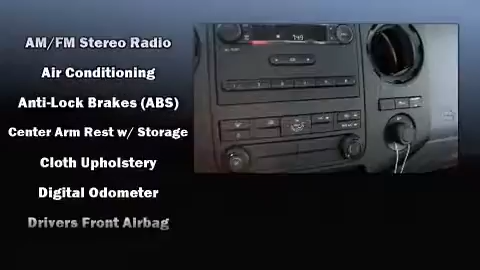 AM/FM Stereo Radio
Air Conditioning
Anti-Lock Brakes (ABS)
Center Arm Rest w/ Storage
Cloth Upholstery
Digital Odometer
Drivers Front Airbag